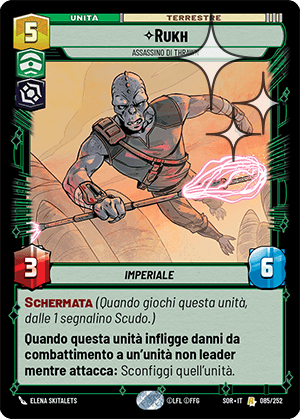 UNITÀ
TERRESTRE
5
✧RUKH
ASSASSINO DI THRAWN
3
6
IMPERIALE
SCHERMATA (Quando giochi questa unità,
dalle 1 segnalino Scudo.)
Quando questa unità infligge danni da
combattimento a un'unità non leader
mentre attacca: Sconfiggi quell'unità.
ELENA SKITALETS
©LFL ©FFG
SOR•IT
085/252